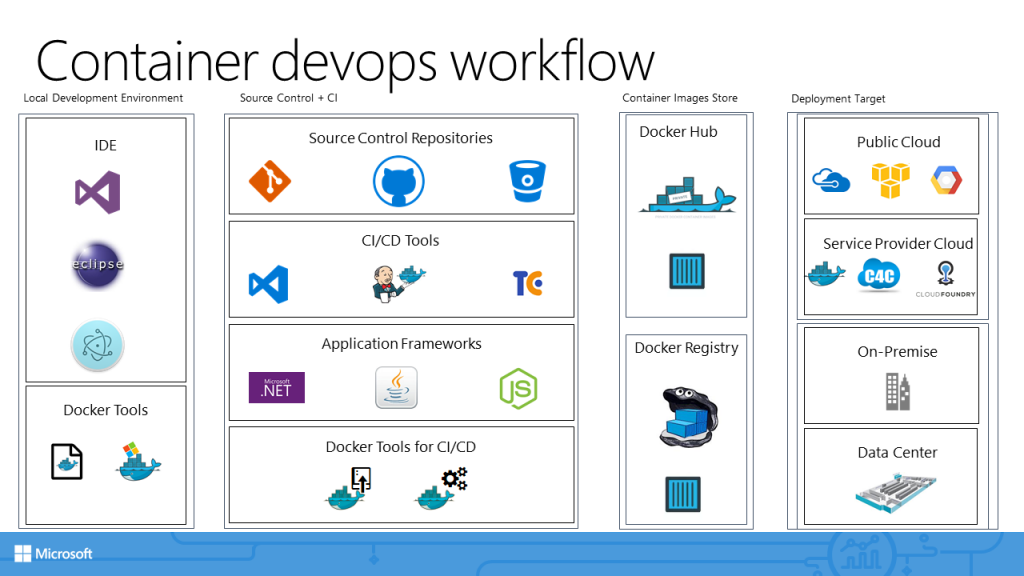 Container devops workflow
Local Development Environment
IDE
eclipse
Docker Tools
Source Control + CI
Source Control Repositories
CI/CD Tools
TC
Application Frameworks
Microsoft
.NET
JS
Docker Tools for CI/CD
Container Images Store
Docker Hub
Docker Registry
Deployment Target
Public Cloud
Service Provider Cloud
C4C
CLOUDFOUNDRY
On-Premise
Data Center
Microsoft